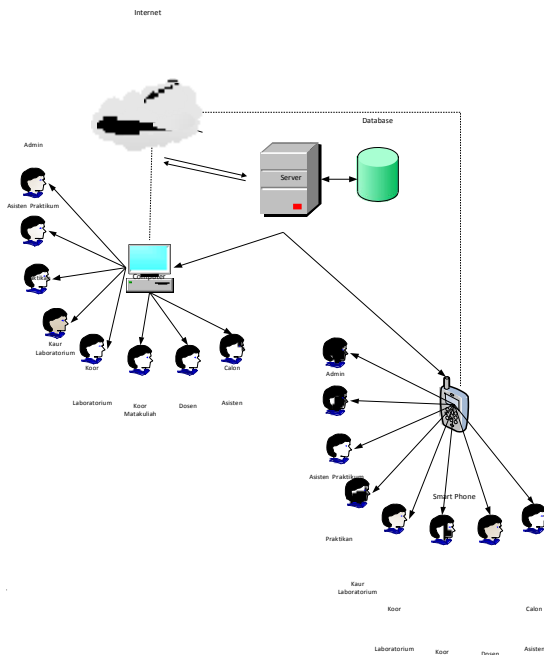 Internet
Database
Admin
Server
Asisten Praktikum
Computer
Kaur
Laboratorium
Koor
Calon
Admin
Laboratorium
Koor
Matakuliah
Dosen
Asisten
Asisten Praktikum
Smart Phone
Praktikan
Kaur
Laboratorium
Koor
Calon
Laboratorium
Koor
Dosen
Asisten